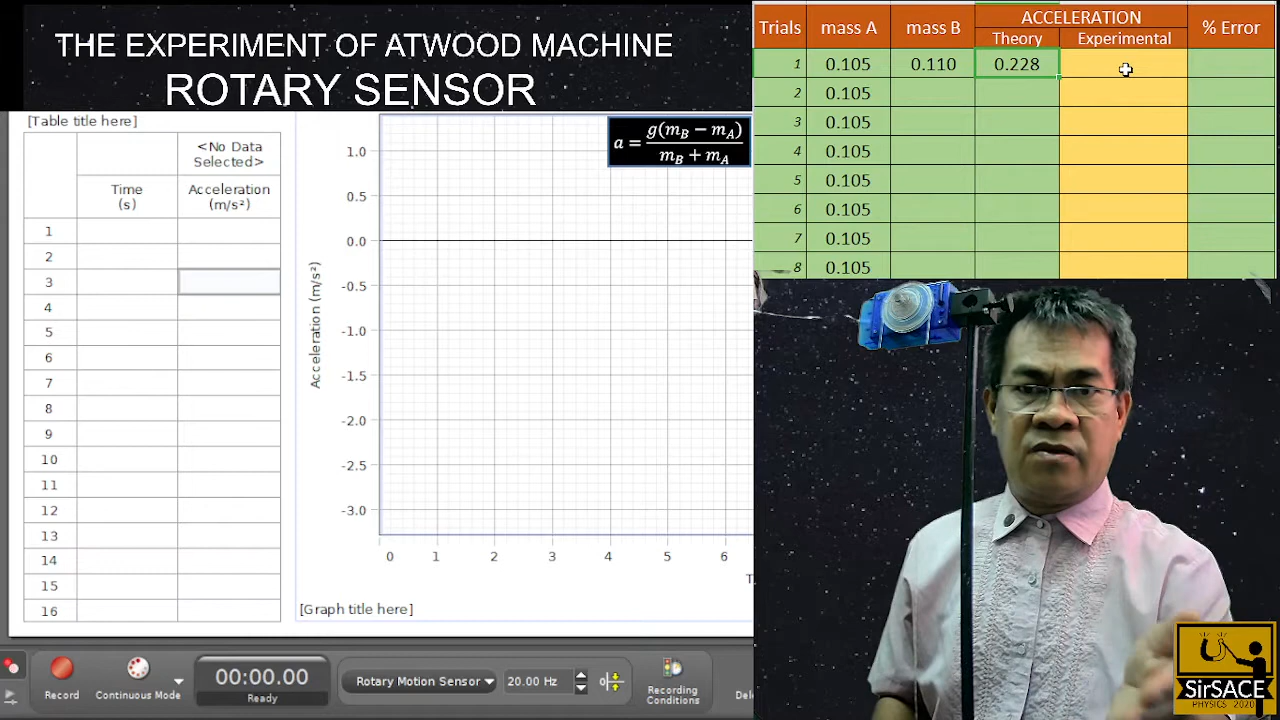 THE EXPERIMENT OF ATWOOD MACHINE
ROTARY SENSOR
[Table title here]
<No Data
Selected>
Time
(s)
Acceleration
(m/s²)
1
2
3
4
5
6
7
8
9
10
11
12
13
14
15
16
a = g(m_B − m_A)
m_B + m_A
1.0
0.5
0.0
-0.5
-1.0
-1.5
-2.0
-2.5
-3.0
Acceleration (m/s²)
0 1 2 3 4 5 6
[Graph title here]
Record
Continuous Mode
00:00.00
Ready
Rotary Motion Sensor
20.00 Hz
Recording
Conditions
Trials mass A mass B ACCELERATION % Error
Theory Experimental
1 0.105 0.110 0.228
2 0.105
3 0.105
4 0.105
5 0.105
6 0.105
7 0.105
8 0.105
SirSACE
PHYSICS 2020